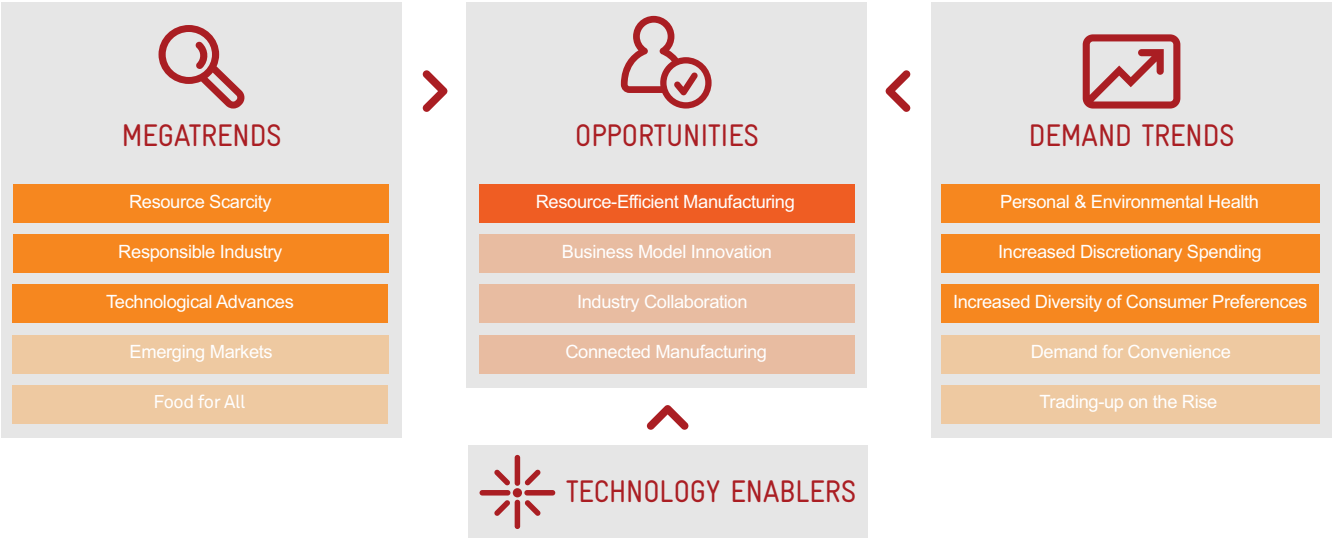 MEGATRENDS
Resource Scarcity
Responsible Industry
Technological Advances
Emerging Markets
Food for All
OPPORTUNITIES
Resource-Efficient Manufacturing
Business Model Innovation
Industry Collaboration
Connected Manufacturing
DEMAND TRENDS
Personal & Environmental Health
Increased Discretionary Spending
Increased Diversity of Consumer Preferences
Demand for Convenience
Trading-up on the Rise
TECHNOLOGY ENABLERS